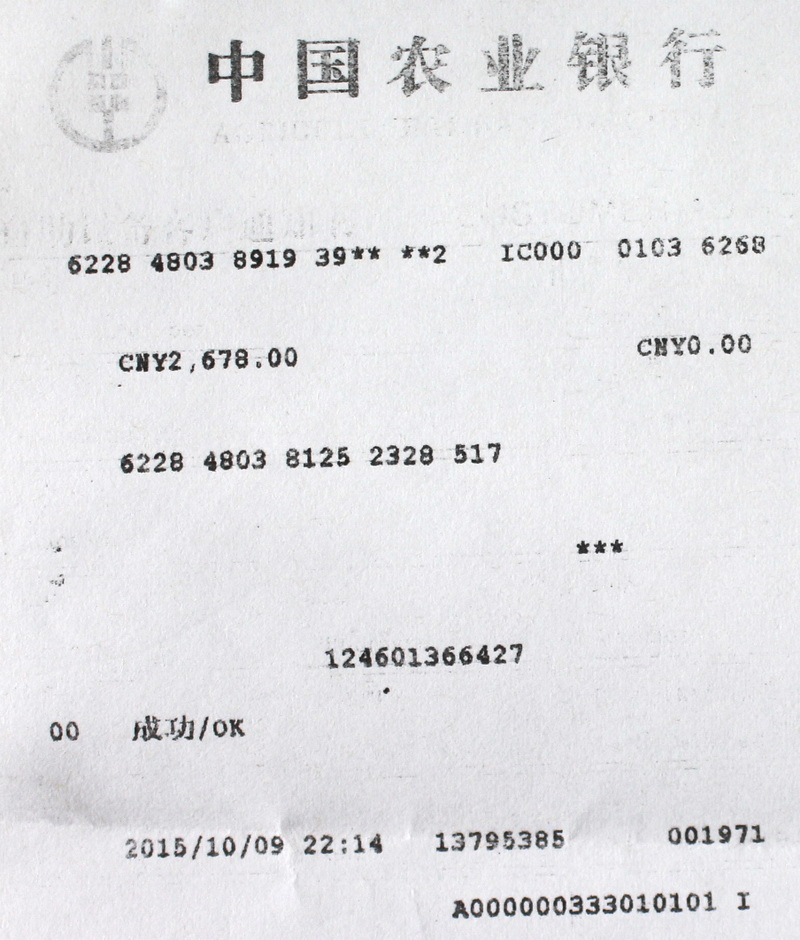 中国农业银行
6228 4803 8919 39** **2 IC000 0103 6268
CNY2,678.00 CNY0.00
6228 4803 8125 2328 517
***
124601366427
00 成功/OK
2015/10/09 22:14 13795385 001971
A000000333010101 I